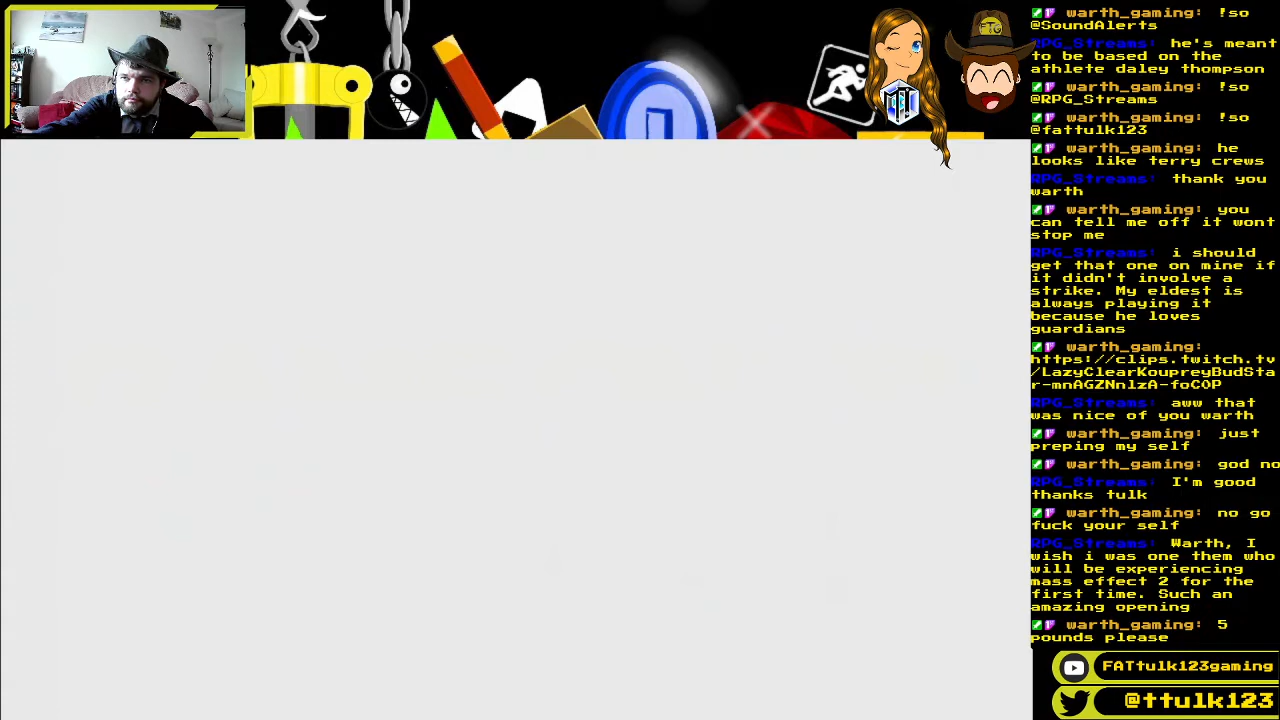 warth_gaming: !so
@SoundAlerts
RPG_Streams: he's meant
to be based on the
athlete daley thompson
warth_gaming: !so
@RPG_Streams
warth_gaming: !so
@fattulk123
warth_gaming: he
looks like terry crews
RPG_Streams: thank you
warth
warth_gaming: you
can tell me off it wont
stop me
RPG_Streams: i should
get that one on mine if
it didn't involve a
strike. My eldest is
always playing it
because he loves
guardians
warth_gaming:
https://clips.twitch.tv
/LazyClearKoupreyBudSta
r-mnAGZNnlzA-foCOP
RPG_Streams: aww that
was nice of you warth
warth_gaming: just
preping my self
warth_gaming: god no
RPG_Streams: I'm good
thanks tulk
warth_gaming: no go
fuck your self
RPG_Streams: Warth, I
wish i was one them who
will be experiencing
mass effect 2 for the
first time. Such an
amazing opening
warth_gaming: 5
pounds please
FATtulk123gaming
@ttulk123